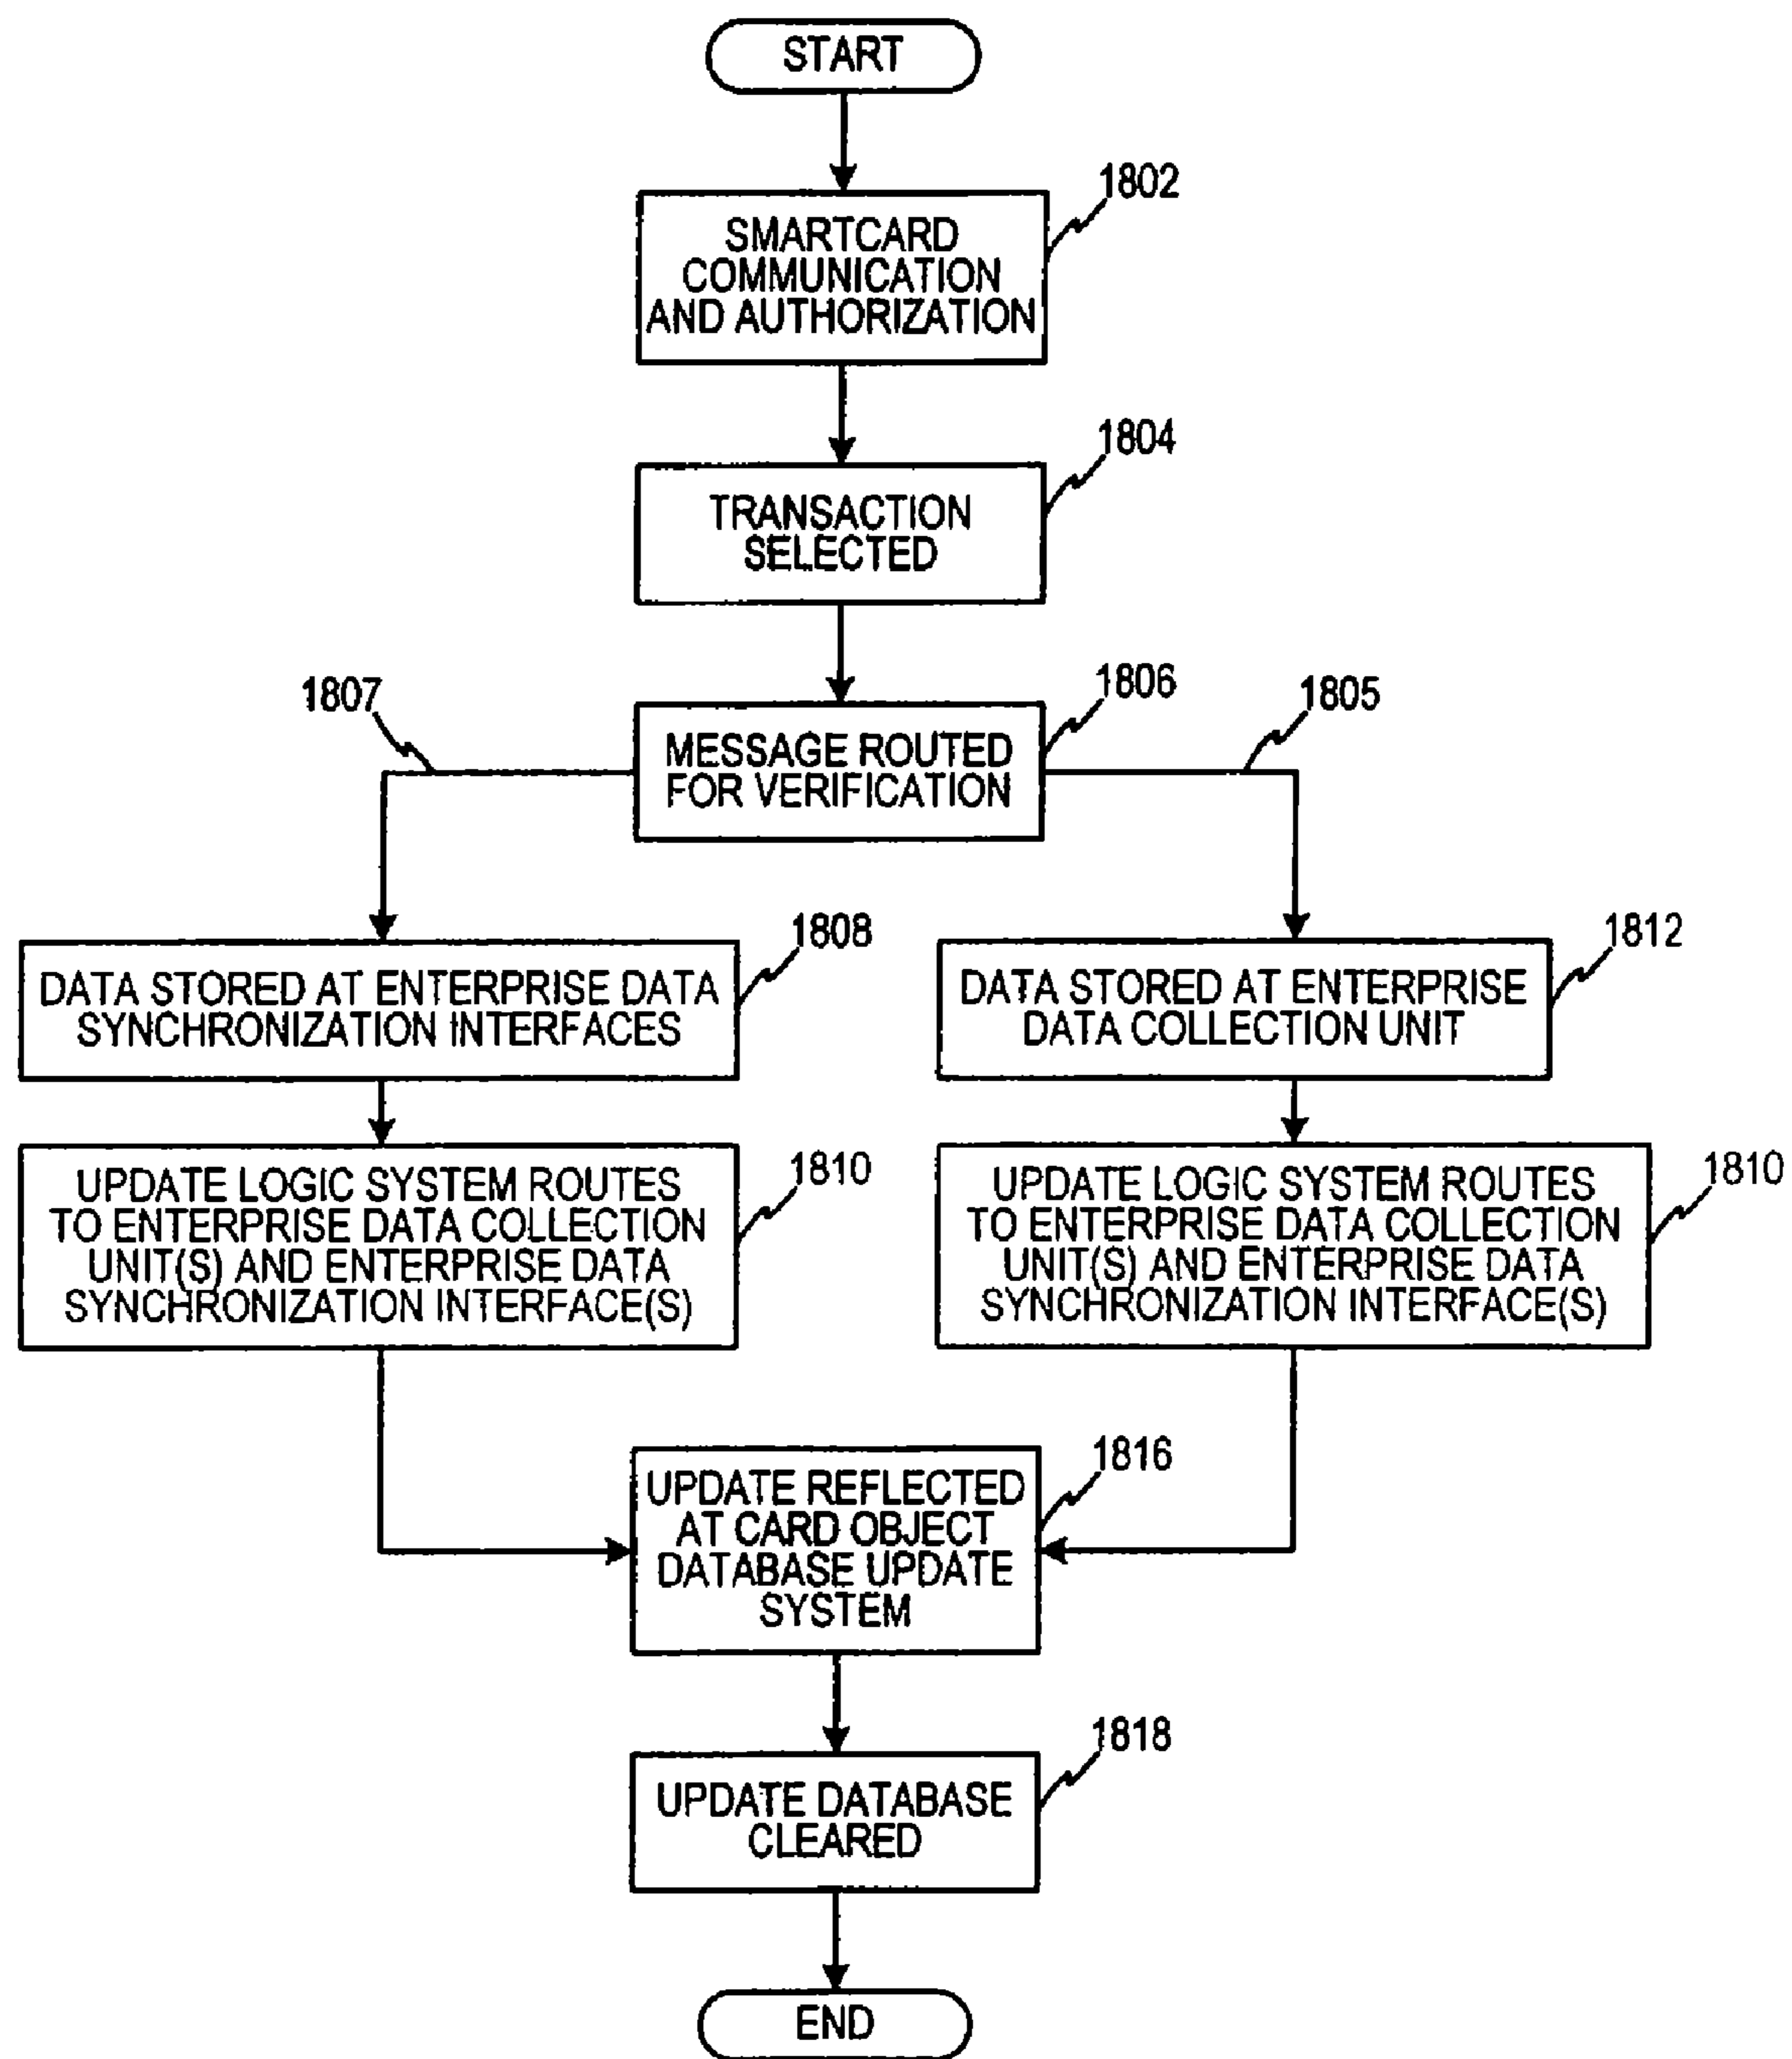 START
1802
SMARTCARD
COMMUNICATION
AND AUTHORIZATION
1804
TRANSACTION
SELECTED
1807
1806
1805
MESSAGE ROUTED
FOR VERIFICATION
1808
DATA STORED AT ENTERPRISE DATA
SYNCHRONIZATION INTERFACES
1812
DATA STORED AT ENTERPRISE
DATA COLLECTION UNIT
1810
UPDATE LOGIC SYSTEM ROUTES
TO ENTERPRISE DATA COLLECTION
UNIT(S) AND ENTERPRISE DATA
SYNCHRONIZATION INTERFACE(S)
1810
UPDATE LOGIC SYSTEM ROUTES
TO ENTERPRISE DATA COLLECTION
UNIT(S) AND ENTERPRISE DATA
SYNCHRONIZATION INTERFACE(S)
1816
UPDATE REFLECTED
AT CARD OBJECT
DATABASE UPDATE
SYSTEM
1818
UPDATE DATABASE
CLEARED
END